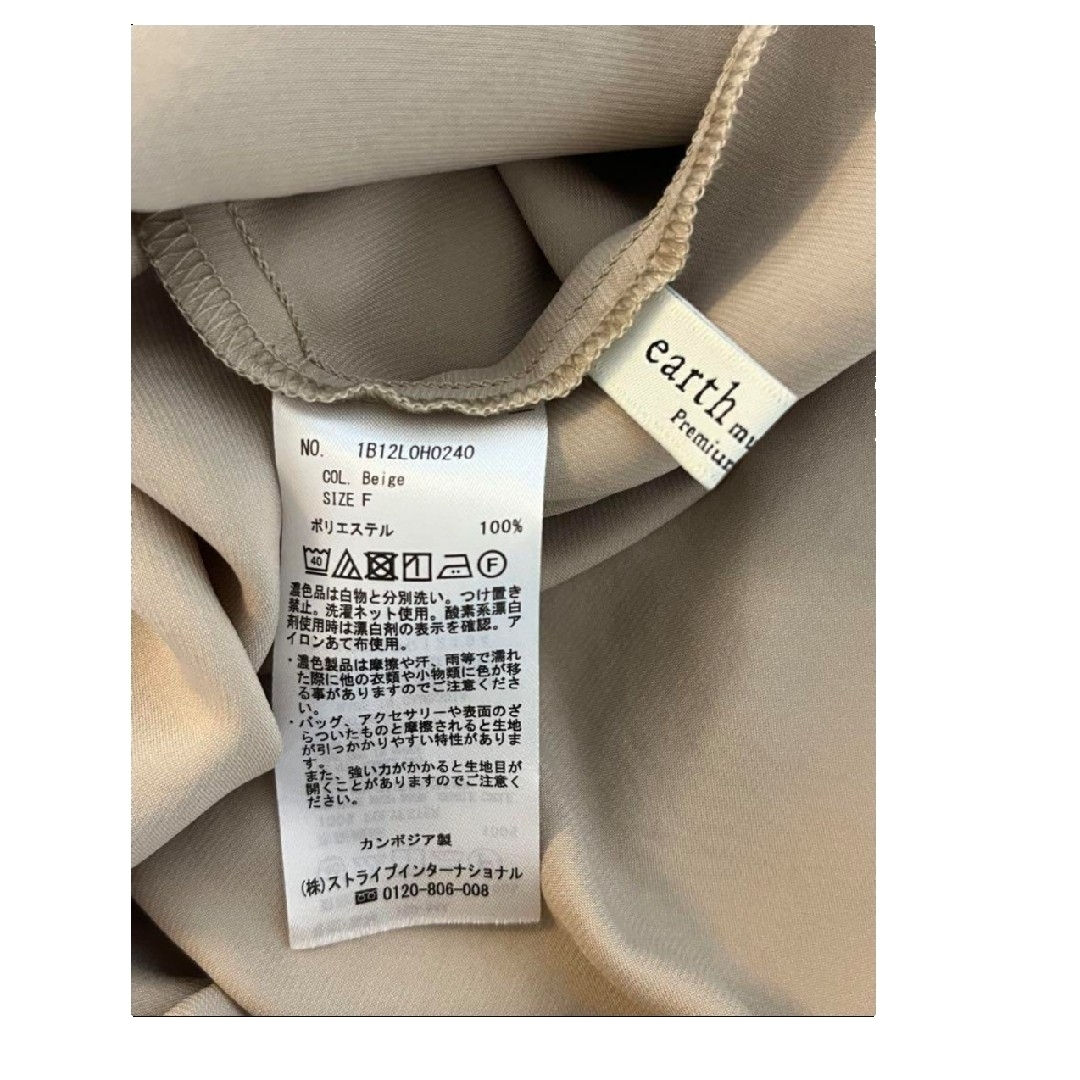 earth mu
Premium
NO. 1B12L0H0240
COL. Beige
SIZE F
ポリエステル 100%
40 F
濃色品は白物と分別洗い。つけ置き
禁止。洗濯ネット使用。酸素系漂白
剤使用時は漂白剤の表示を確認。ア
イロンあて布使用。
・濃色製品は摩擦や汗、雨等で濡れ
た際に他の衣類や小物類に色が移
る事がありますのでご注意くださ
い。
・バッグ、アクセサリーや表面のざ
らついたものと摩擦されると生地
が引っかかりやすい特性がありま
す。
また、強い力がかかると生地目が
開くことがありますのでご注意く
ださい。
カンボジア製
(株)ストライプインターナショナル
0120-806-008